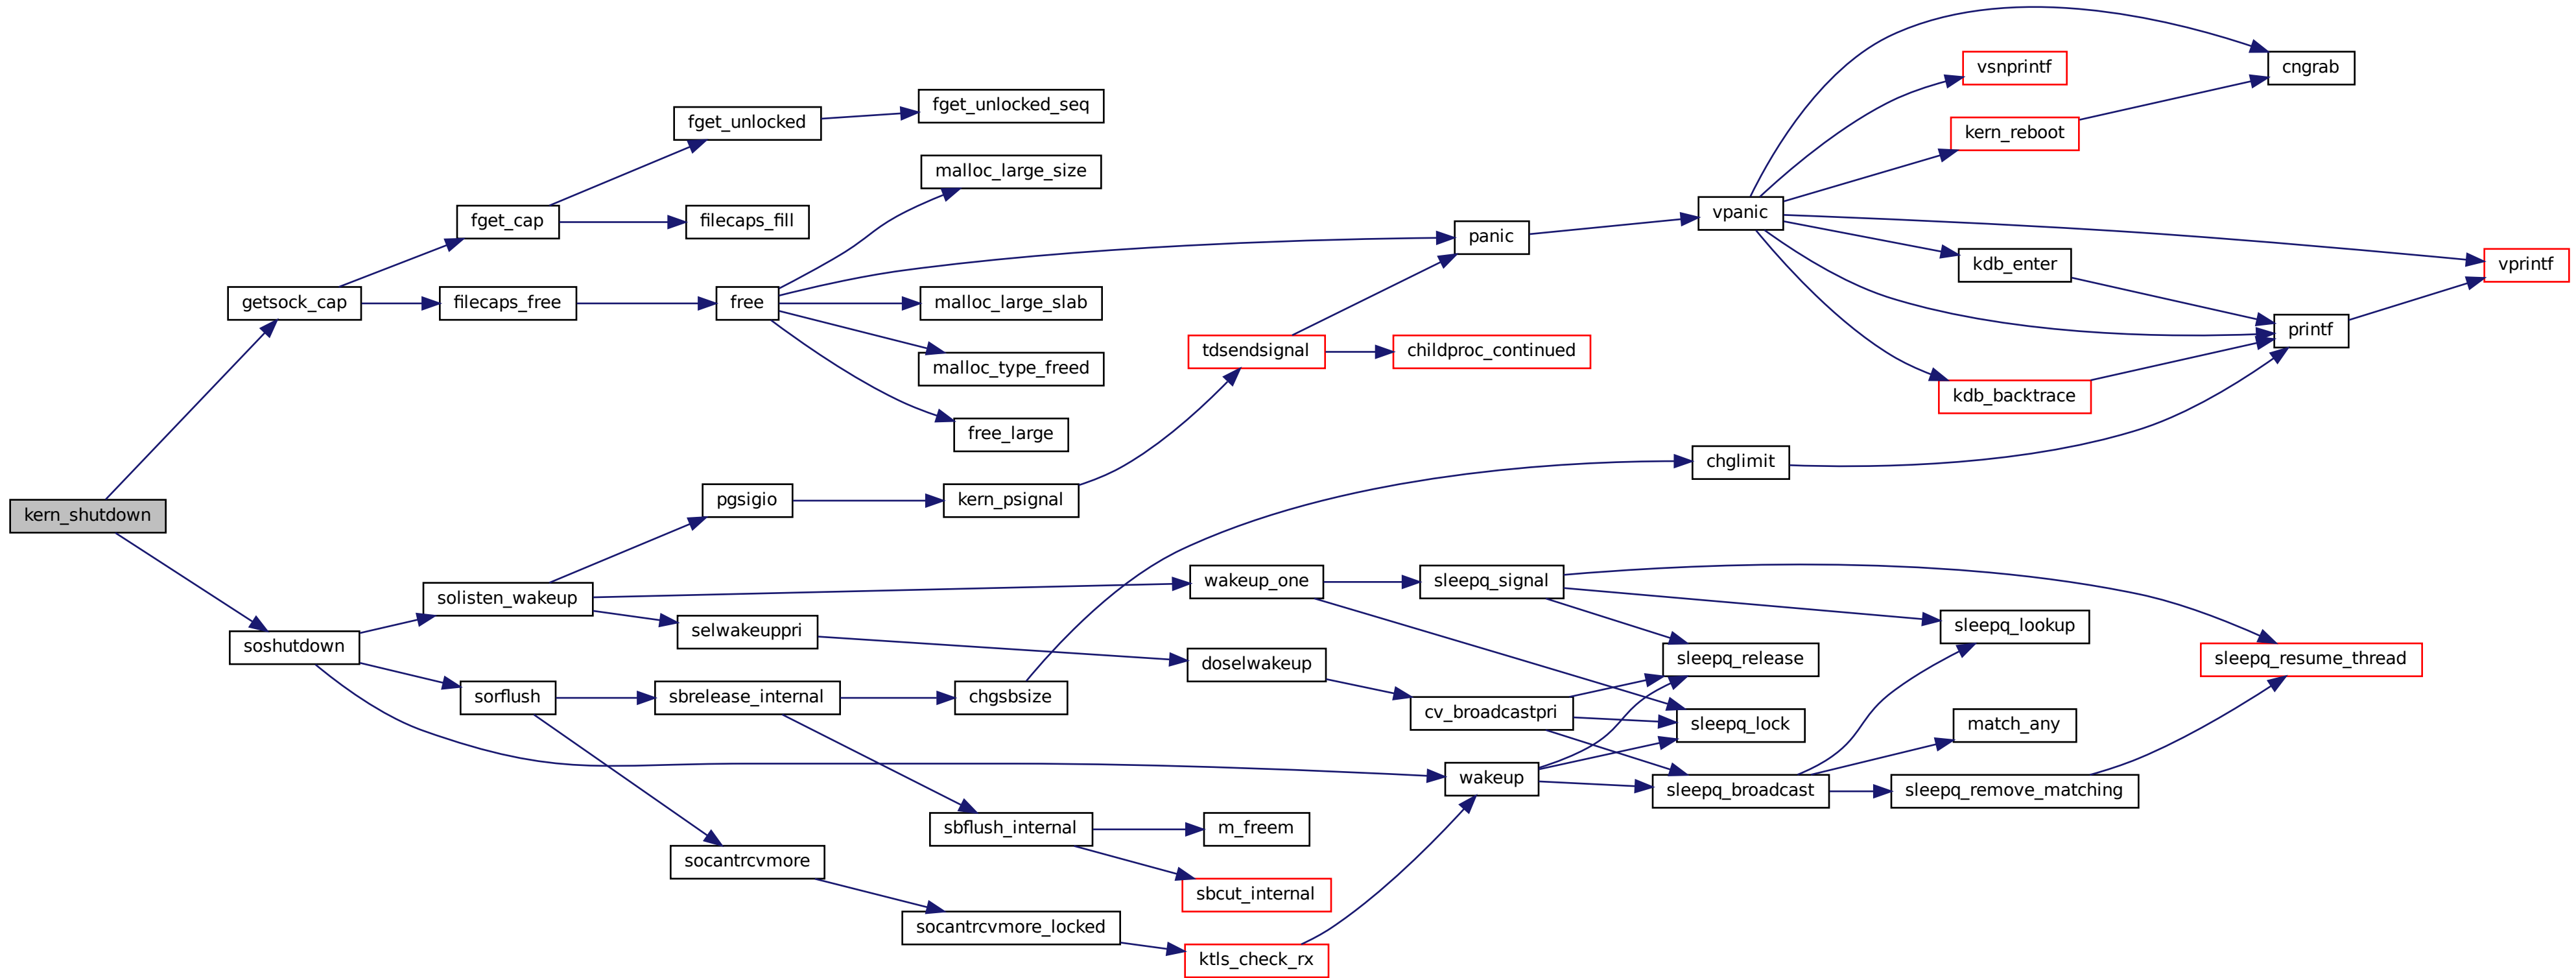 kern_shutdown
getsock_cap
soshutdown
fget_cap
filecaps_free
solisten_wakeup
sorflush
fget_unlocked
filecaps_fill
free
pgsigio
selwakeuppri
sbrelease_internal
socantrcvmore
fget_unlocked_seq
malloc_large_size
malloc_large_slab
malloc_type_freed
free_large
kern_psignal
chgsbsize
sbflush_internal
socantrcvmore_locked
tdsendsignal
wakeup_one
doselwakeup
m_freem
sbcut_internal
ktls_check_rx
panic
childproc_continued
sleepq_signal
cv_broadcastpri
wakeup
vpanic
chglimit
sleepq_release
sleepq_lock
sleepq_broadcast
vsnprintf
kern_reboot
kdb_enter
kdb_backtrace
sleepq_lookup
match_any
sleepq_remove_matching
cngrab
printf
sleepq_resume_thread
vprintf